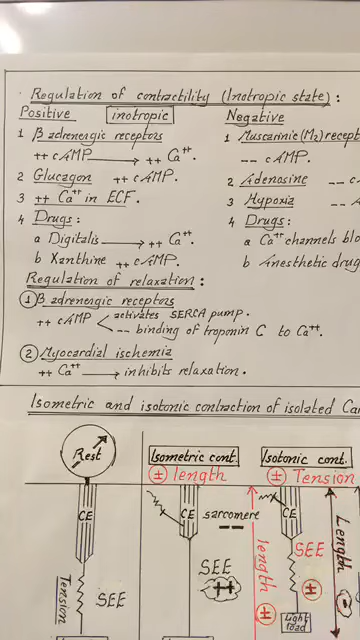 Regulation of contractility (Inotropic state) :
Positive inotropic Negative
1 β adrenergic receptors
++ cAMP → ++ Ca++.
2 Glucagon ++ cAMP.
3 ++ Ca++ in ECF.
4 Drugs :
a Digitalis → ++ Ca++.
b Xanthine ++ cAMP.
1 Muscarinic (M2) recept
-- cAMP.
2 Adenosine -- c
3 Hypoxia --
4 Drugs :
a Ca++ channels blo
b Anesthetic drug
Regulation of relaxation :
① β adrenergic receptors
++ cAMP activates SERCA pump.
-- binding of troponin C to Ca++.
② Myocardial ischemia
++ Ca++ → inhibits relaxation.
Isometric and isotonic contraction of isolated Car
Rest
CE
Tension
SEE
Isometric cont.
± length
CE
sarcomere
--
SEE
++
length
+
Isotonic cont.
± Tension
CE
SEE
+
Light load
Length
-